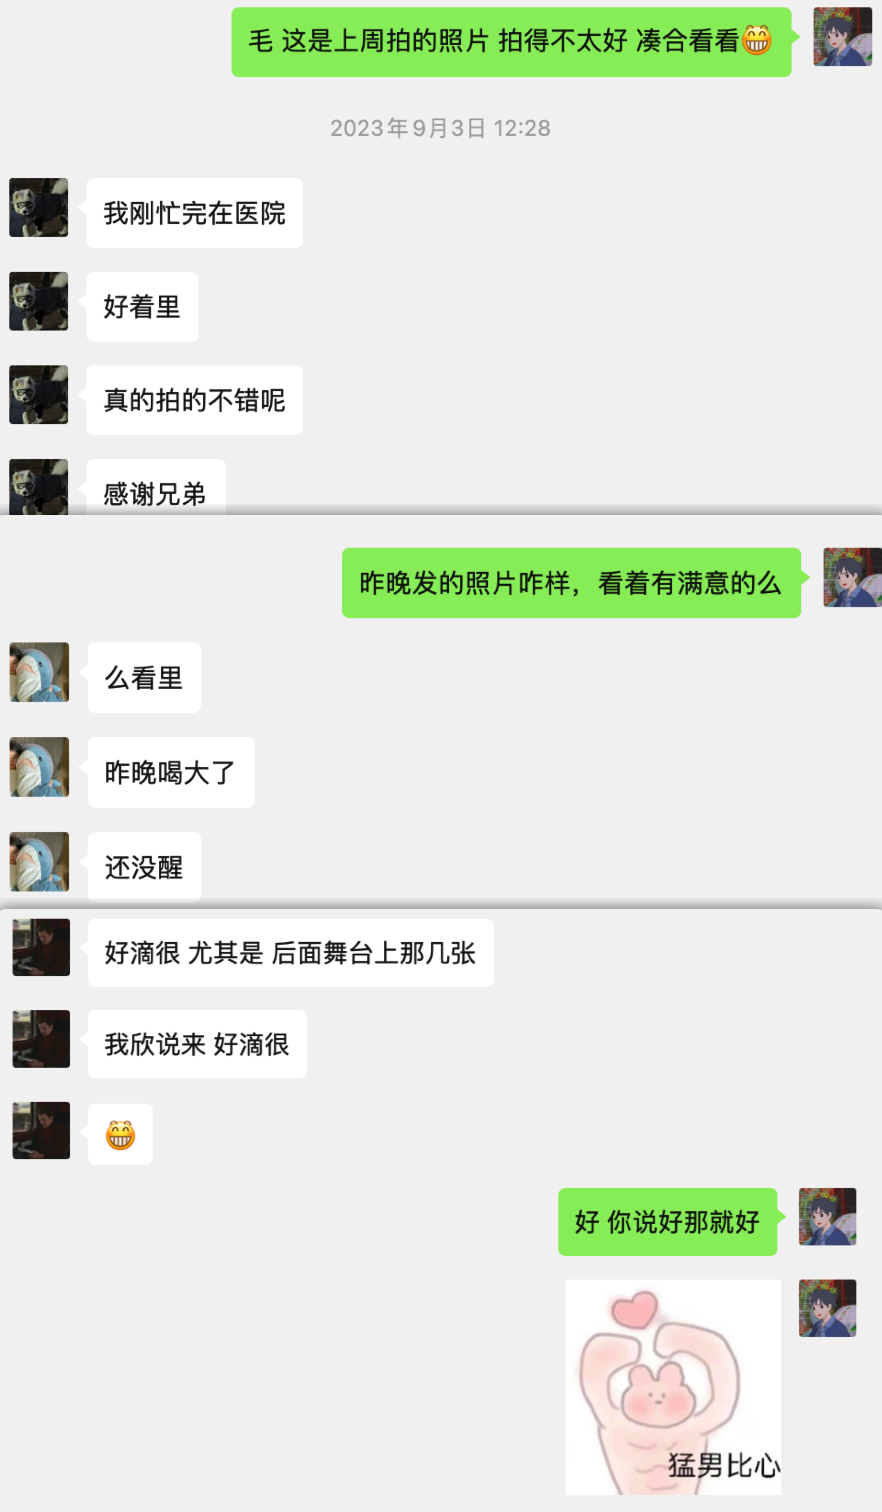 毛 这是上周拍的照片 拍得不太好 凑合看看😁
2023年9月3日 12:28
我刚忙完在医院
好着里
真的拍的不错呢
感谢兄弟
昨晚发的照片咋样，看着有满意的么
么看里
昨晚喝大了
还没醒
好滴很 尤其是 后面舞台上那几张
我欣说来 好滴很
😁
好 你说好那就好
猛男比心